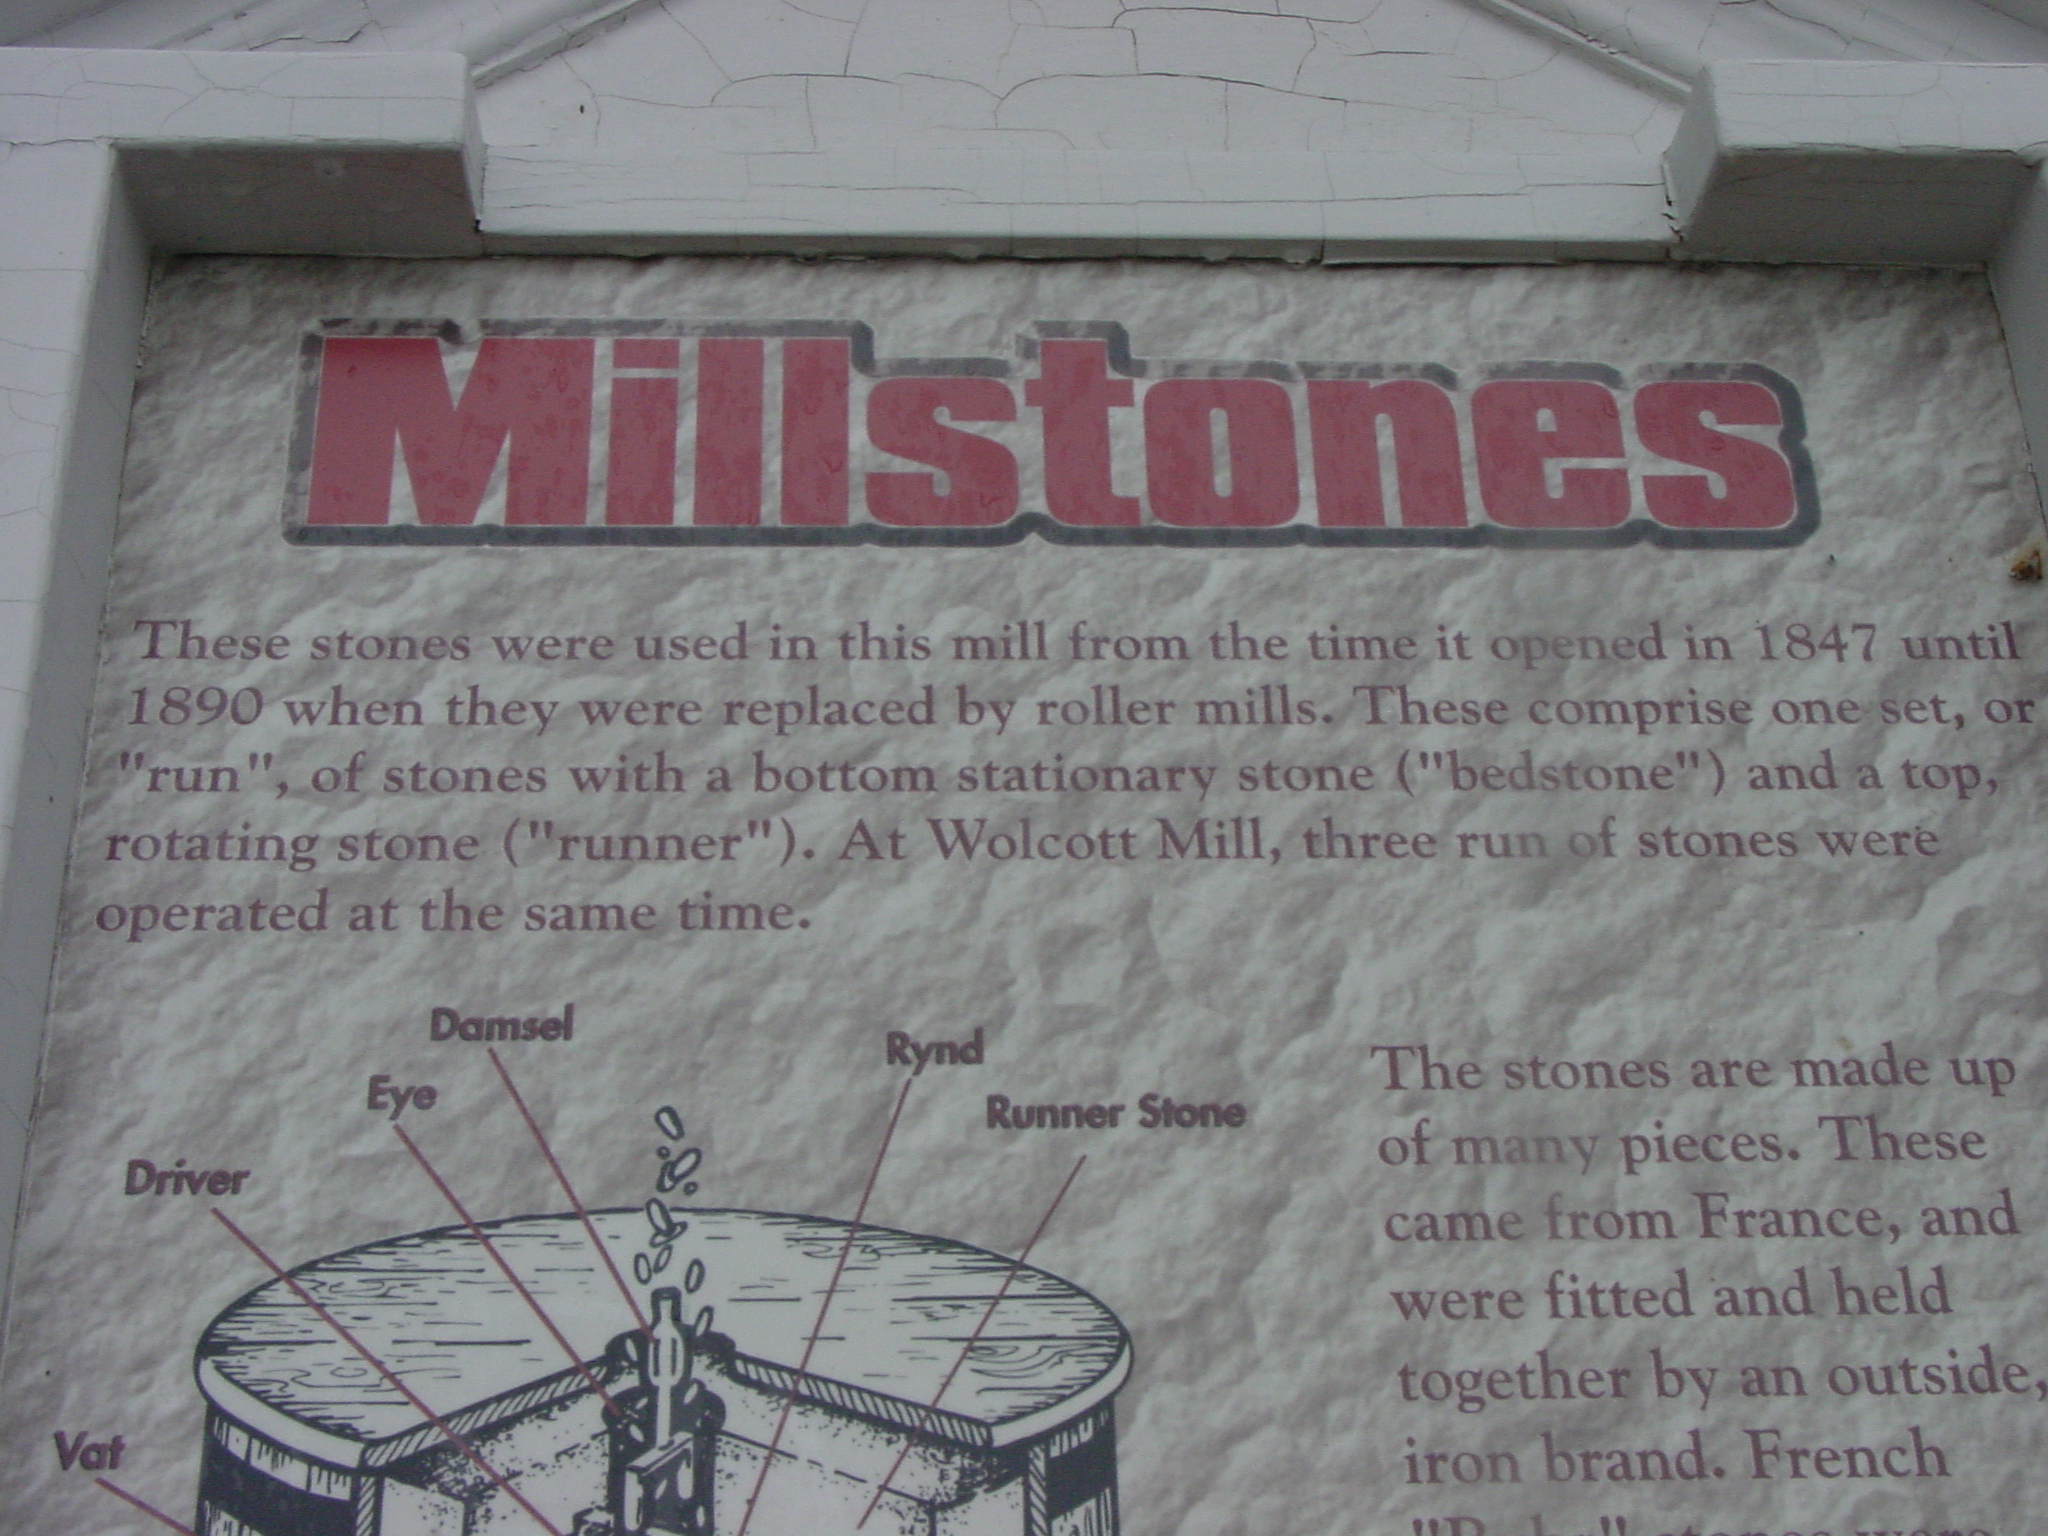 Millstones
These stones were used in this mill from the time it opened in 1847 until
1890 when they were replaced by roller mills. These comprise one set, or
"run", of stones with a bottom stationary stone ("bedstone") and a top,
rotating stone ("runner"). At Wolcott Mill, three run of stones were
operated at the same time.
Damsel
Rynd
Eye
Runner Stone
Driver
Vat
The stones are made up
of many pieces. These
came from France, and
were fitted and held
together by an outside,
iron brand. French